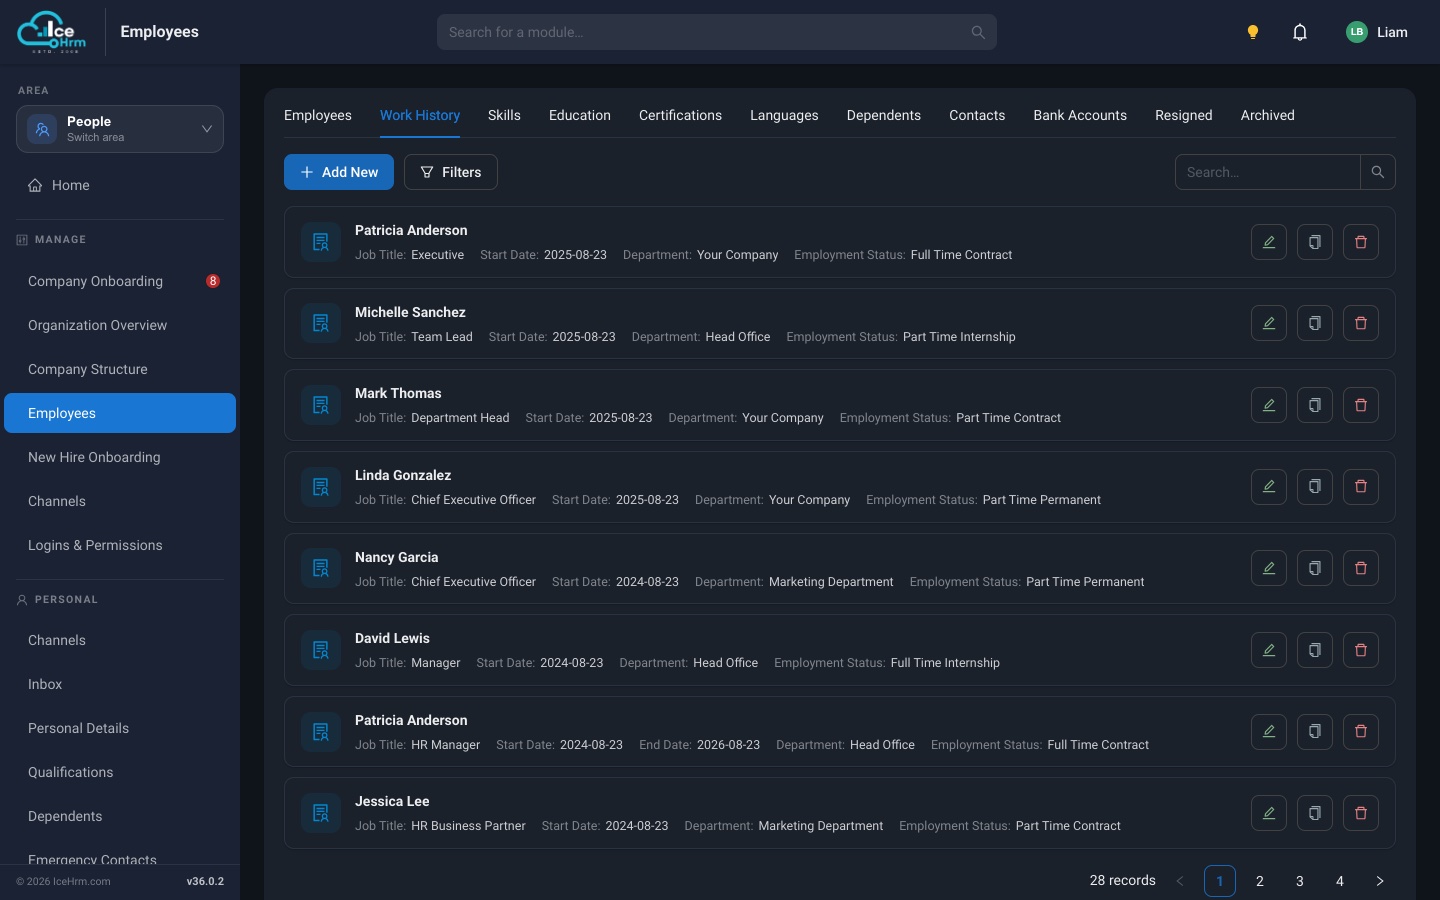 Ice
Hrm
ESTD. 2008
Employees
Search for a module...
LB
Liam
AREA
People
Switch area
Home
MANAGE
Company Onboarding
8
Organization Overview
Company Structure
Employees
New Hire Onboarding
Channels
Logins & Permissions
PERSONAL
Channels
Inbox
Personal Details
Qualifications
Dependents
Emergency Contacts
© 2026 IceHrm.com
v36.0.2
Employees Work History Skills Education Certifications Languages Dependents Contacts Bank Accounts Resigned Archived
Add New
Filters
Search...
Patricia Anderson
Job Title: Executive Start Date: 2025-08-23 Department: Your Company Employment Status: Full Time Contract
Michelle Sanchez
Job Title: Team Lead Start Date: 2025-08-23 Department: Head Office Employment Status: Part Time Internship
Mark Thomas
Job Title: Department Head Start Date: 2025-08-23 Department: Your Company Employment Status: Part Time Contract
Linda Gonzalez
Job Title: Chief Executive Officer Start Date: 2025-08-23 Department: Your Company Employment Status: Part Time Permanent
Nancy Garcia
Job Title: Chief Executive Officer Start Date: 2024-08-23 Department: Marketing Department Employment Status: Part Time Permanent
David Lewis
Job Title: Manager Start Date: 2024-08-23 Department: Head Office Employment Status: Full Time Internship
Patricia Anderson
Job Title: HR Manager Start Date: 2024-08-23 End Date: 2026-08-23 Department: Head Office Employment Status: Full Time Contract
Jessica Lee
Job Title: HR Business Partner Start Date: 2024-08-23 Department: Marketing Department Employment Status: Part Time Contract
28 records
1 2 3 4